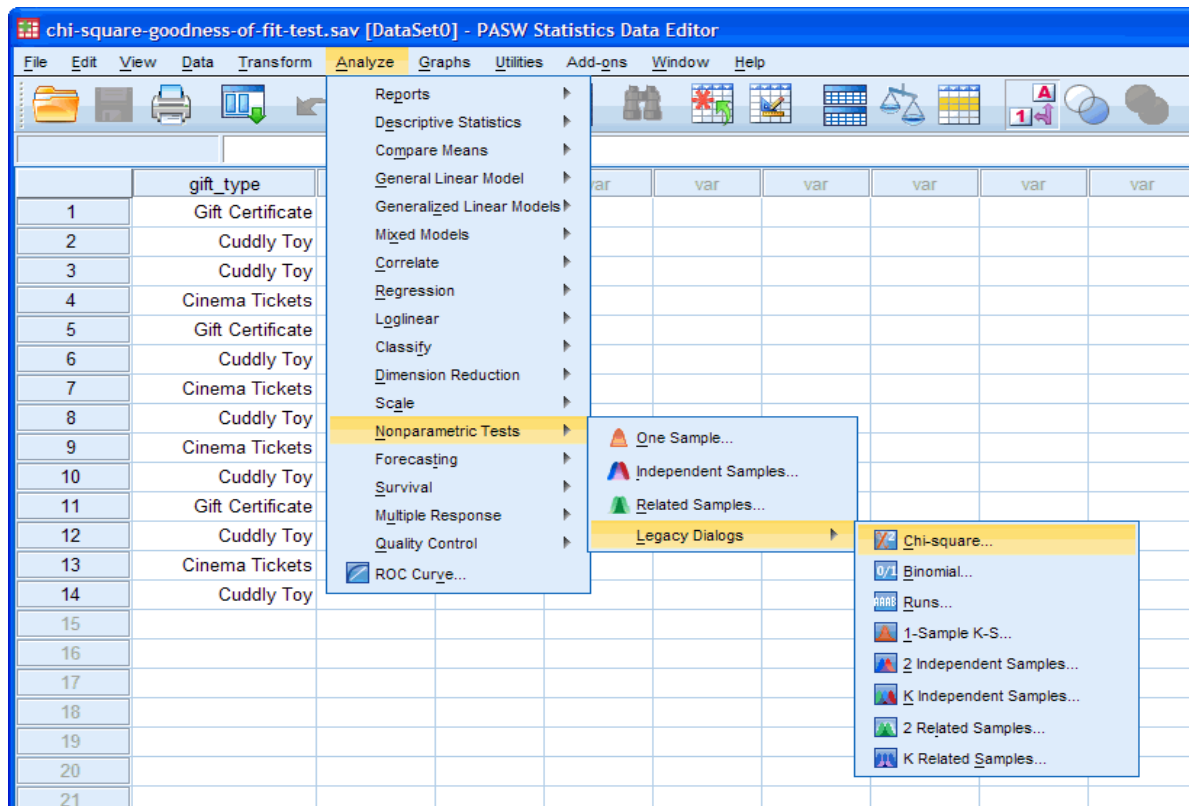 chi-square-goodness-of-fit-test.sav [DataSet0] - PASW Statistics Data Editor
File Edit View Data Transform Analyze Graphs Utilities Add-ons Window Help
Reports
Descriptive Statistics
Compare Means
General Linear Model
Generalized Linear Models
Mixed Models
Correlate
Regression
Loglinear
Classify
Dimension Reduction
Scale
Nonparametric Tests
Forecasting
Survival
Multiple Response
Quality Control
ROC Curve...
One Sample...
Independent Samples...
Related Samples...
Legacy Dialogs
Chi-square...
0/1 Binomial...
Runs...
1-Sample K-S...
2 Independent Samples...
K Independent Samples...
2 Related Samples...
K Related Samples...
A
1
gift_type var var var var var var
1 Gift Certificate
2 Cuddly Toy
3 Cuddly Toy
4 Cinema Tickets
5 Gift Certificate
6 Cuddly Toy
7 Cinema Tickets
8 Cuddly Toy
9 Cinema Tickets
10 Cuddly Toy
11 Gift Certificate
12 Cuddly Toy
13 Cinema Tickets
14 Cuddly Toy
15
16
17
18
19
20
21